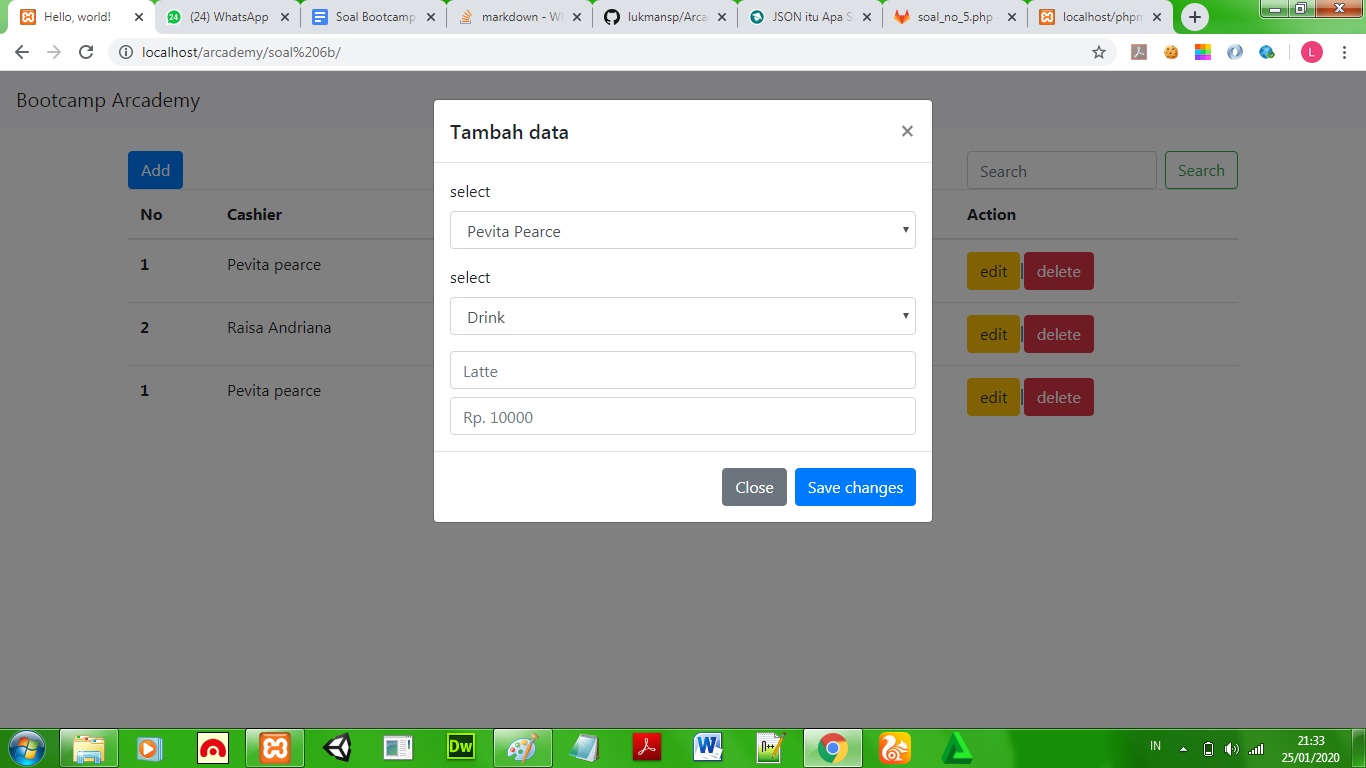 Hello, world!
(24) WhatsApp
Soal Bootcamp
markdown - Wh
lukmansp/Arca
JSON itu Apa S
soal_no_5.php
localhost/phpm
localhost/arcademy/soal%206b/
L
Bootcamp Arcademy
Tambah data ×
Add
Search Search
select
No Cashier Action
Pevita Pearce
1 Pevita pearce edit | delete
select
Drink
2 Raisa Andriana edit | delete
Latte
1 Pevita pearce edit | delete
Rp. 10000
Close Save changes
Dw
IN
21:33
25/01/2020